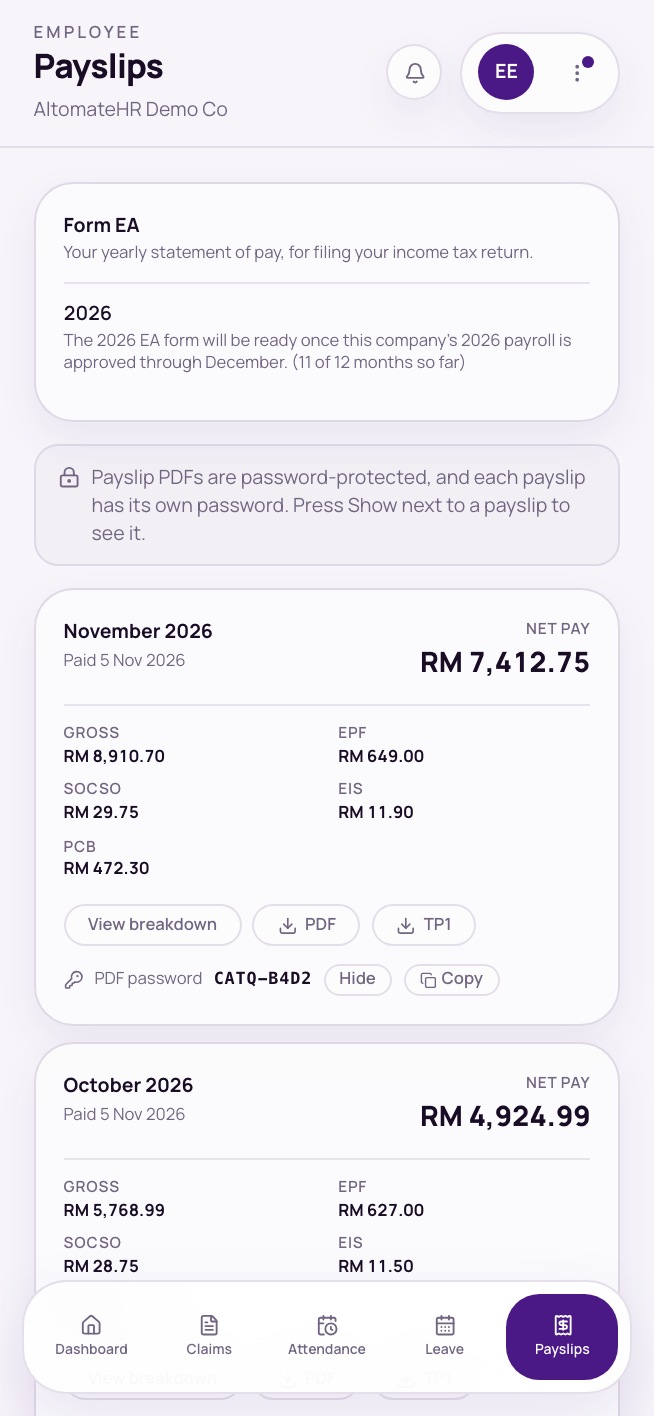 EMPLOYEE
Payslips
AltomateHR Demo Co
EE
Form EA
Your yearly statement of pay, for filing your income tax return.
2026
The 2026 EA form will be ready once this company's 2026 payroll is
approved through December. (11 of 12 months so far)
Payslip PDFs are password-protected, and each payslip
has its own password. Press Show next to a payslip to
see it.
November 2026
NET PAY
Paid 5 Nov 2026
RM 7,412.75
GROSS EPF
RM 8,910.70 RM 649.00
SOCSO EIS
RM 29.75 RM 11.90
PCB
RM 472.30
View breakdown PDF TP1
PDF password CATQ-B4D2 Hide Copy
October 2026
NET PAY
Paid 5 Nov 2026
RM 4,924.99
GROSS EPF
RM 5,768.99 RM 627.00
SOCSO EIS
RM 28.75 RM 11.50
Dashboard Claims Attendance Leave Payslips
View breakdown PDF TP1